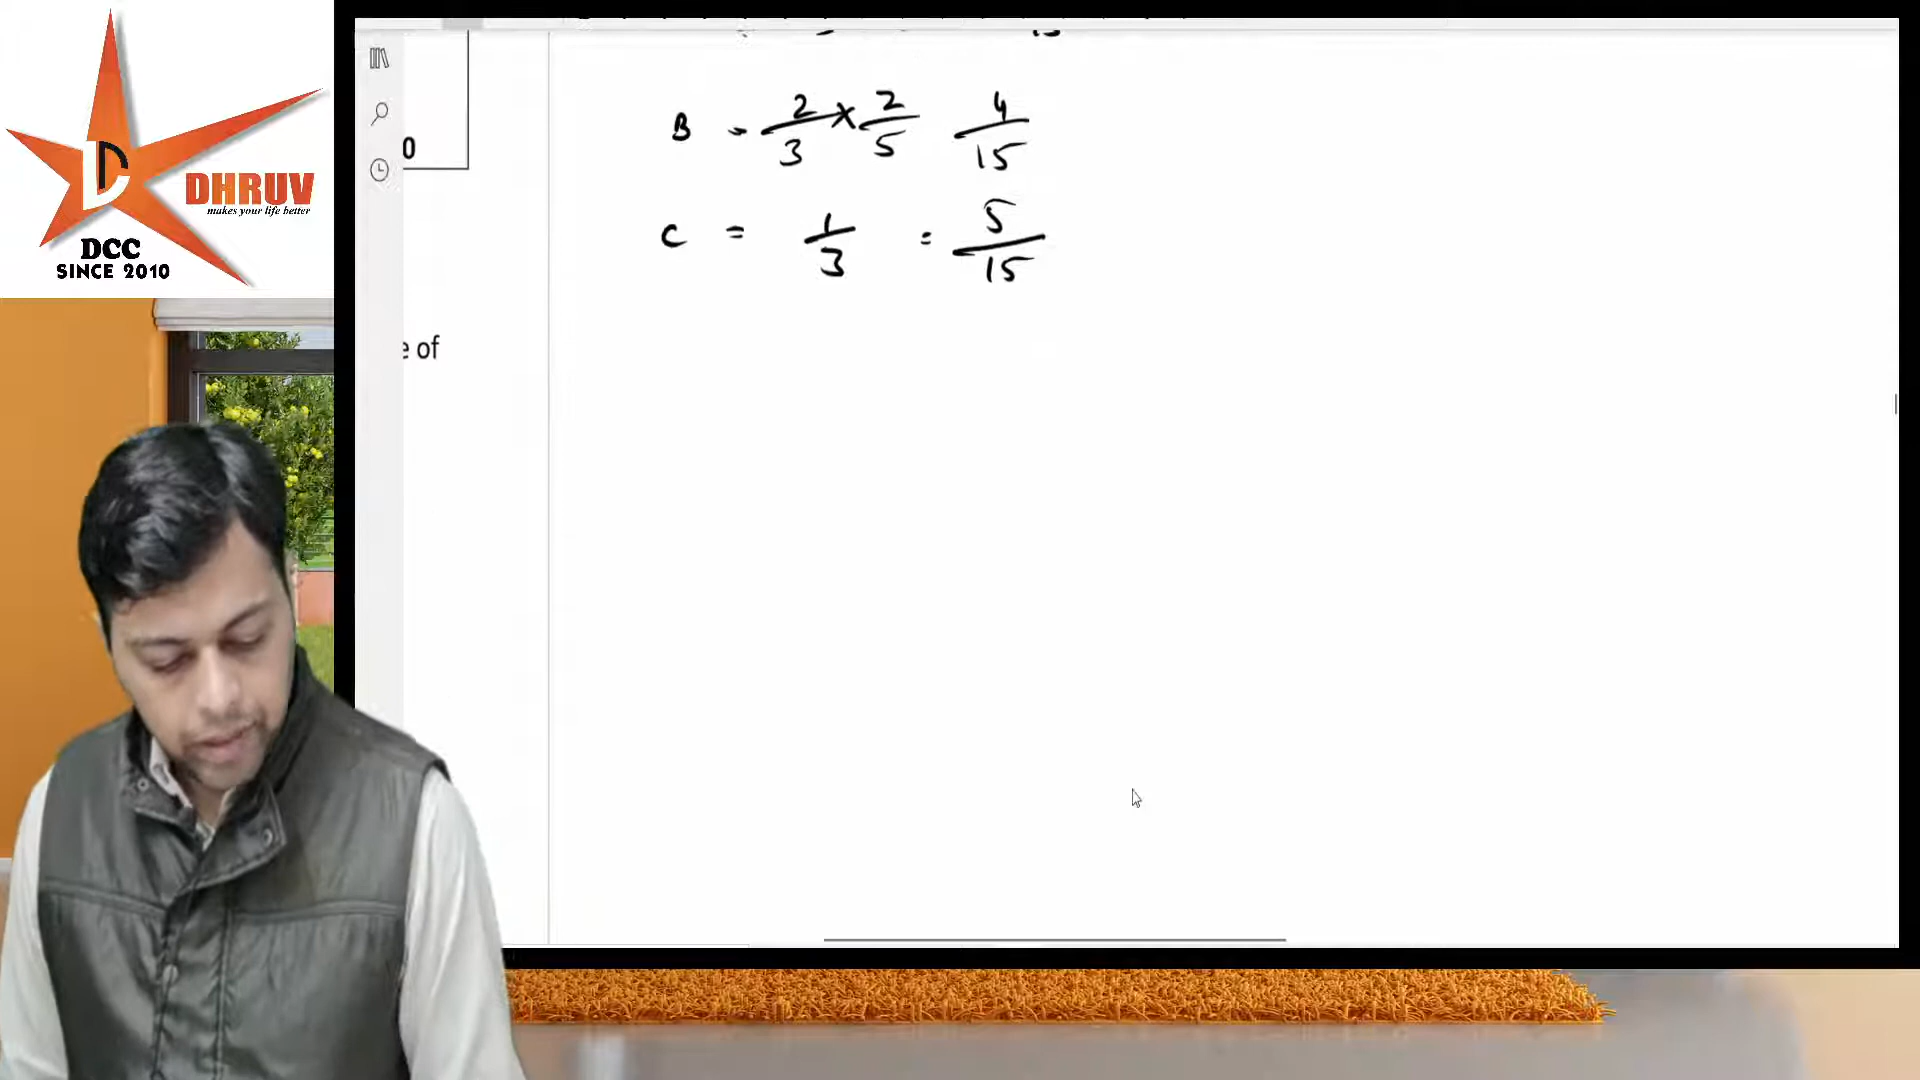 DHRUV
makes your life better
DCC
SINCE 2010
0
e of
B = 2/3 × 2/5 4/15
C = 1/3 = 5/15